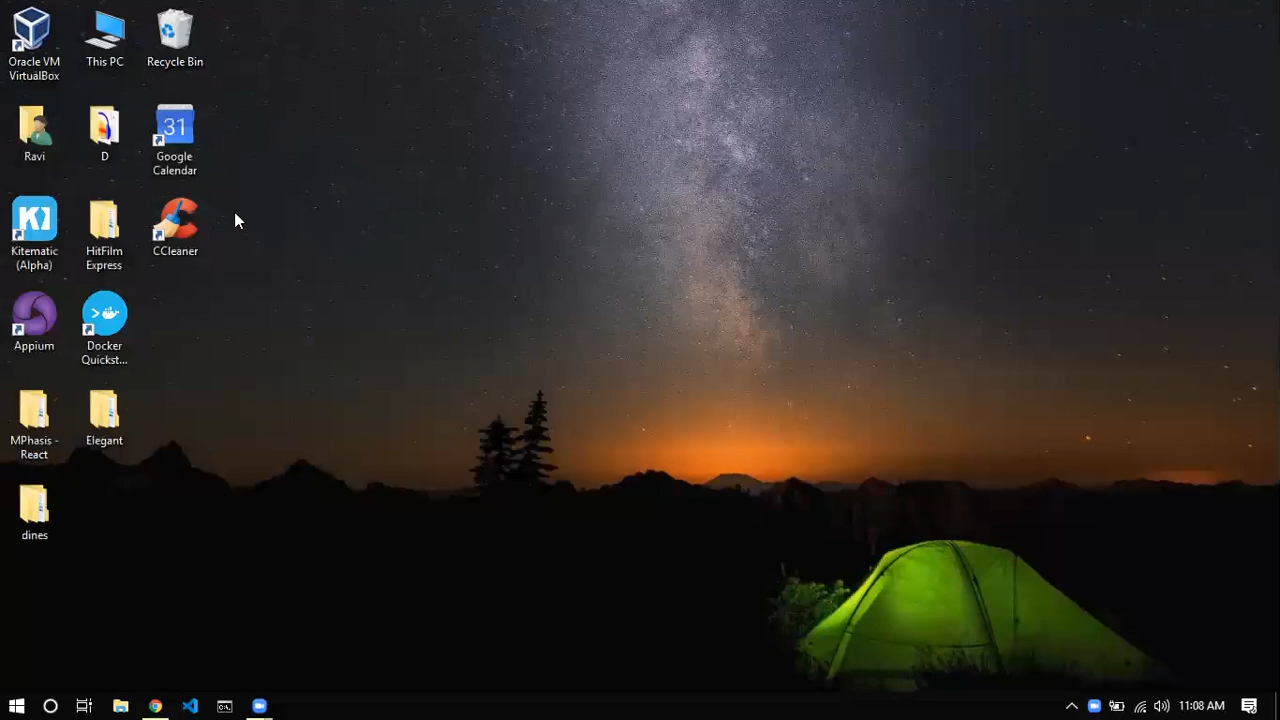 Oracle VM
VirtualBox
This PC
Recycle Bin
Ravi
D
31
Google
Calendar
Kitematic
(Alpha)
HitFilm
Express
CCleaner
Appium
Docker
Quickst...
MPhasis -
React
Elegant
dines
11:08 AM